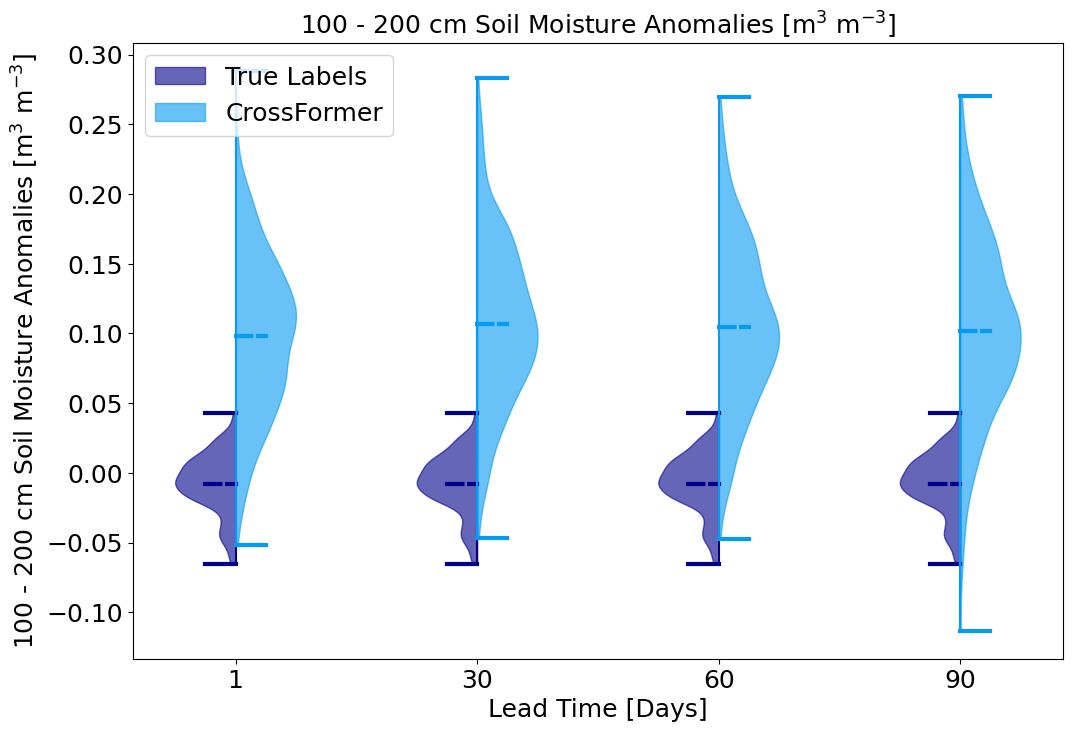 100 - 200 cm Soil Moisture Anomalies [m³ m⁻³]
100 - 200 cm Soil Moisture Anomalies [m³ m⁻³]
0.30
0.25
0.20
0.15
0.10
0.05
0.00
−0.05
−0.10
True Labels
CrossFormer
1
30
60
90
Lead Time [Days]